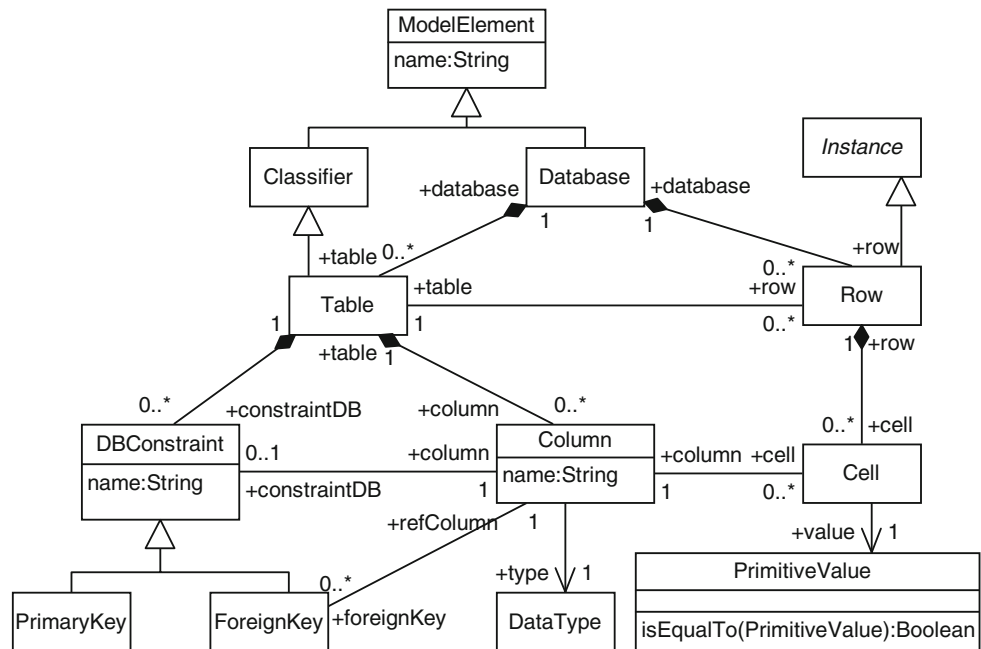 ModelElement
name:String
Classifier
Database
Instance
+database
+database
1
1
+table
0..*
0..*
+row
Table
+table
+row
Row
1
0..*
1
+table
1
1
+row
0..*
+constraintDB
+column
0..*
0..*
+cell
DBConstraint
name:String
0..1
+column
+constraintDB
1
Column
name:String
+column
+cell
1
0..*
Cell
+refColumn
1
+value
1
0..*
+foreignKey
+type
1
PrimaryKey
ForeignKey
DataType
PrimitiveValue
isEqualTo(PrimitiveValue):Boolean